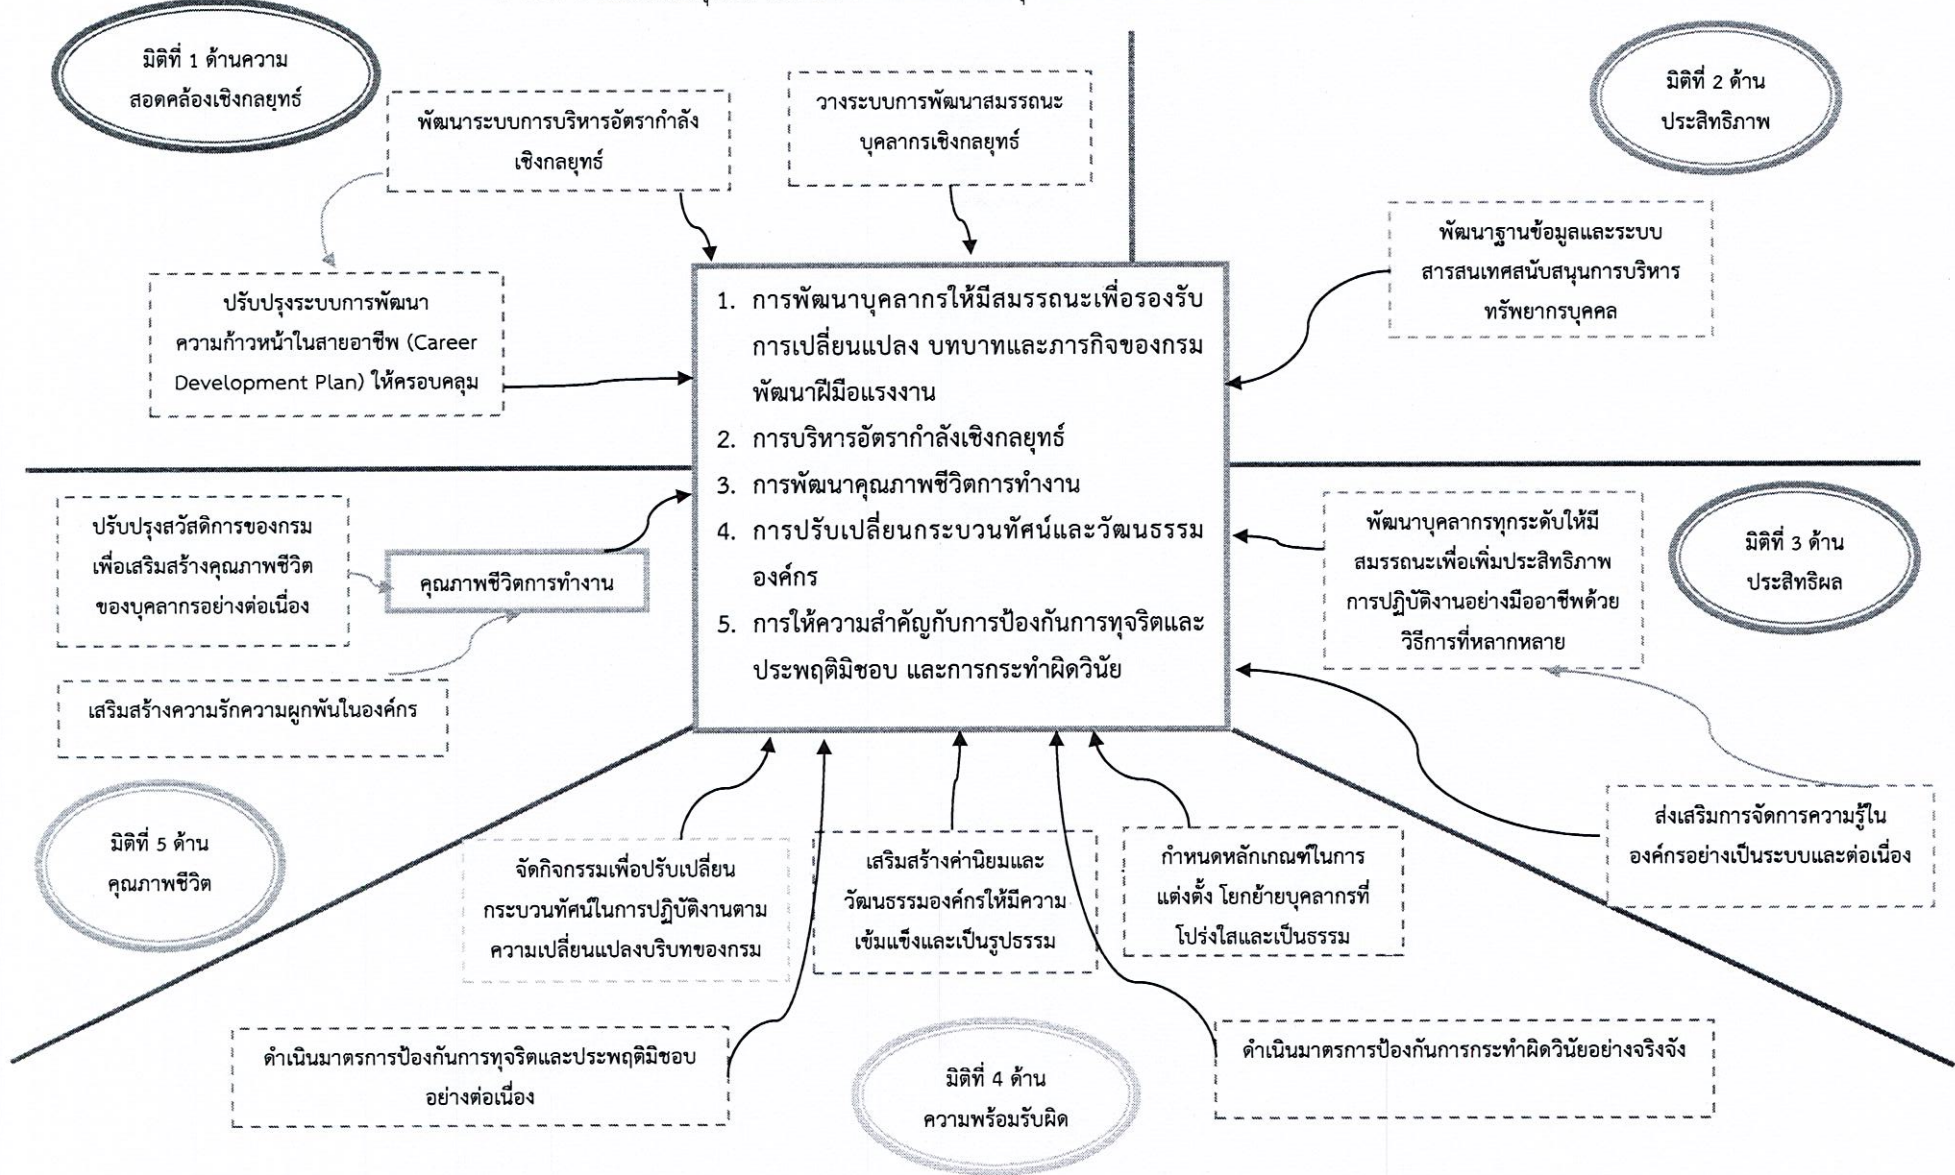 มิติที่ 1 ด้านความ
สอดคล้องเชิงกลยุทธ์
พัฒนาระบบการบริหารอัตรากำลัง
เชิงกลยุทธ์
วางระบบการพัฒนาสมรรถนะ
บุคลากรเชิงกลยุทธ์
มิติที่ 2 ด้าน
ประสิทธิภาพ
ปรับปรุงระบบการพัฒนา
ความก้าวหน้าในสายอาชีพ (Career
Development Plan) ให้ครอบคลุม
พัฒนาฐานข้อมูลและระบบ
สารสนเทศสนับสนุนการบริหาร
ทรัพยากรบุคคล
1. การพัฒนาบุคลากรให้มีสมรรถนะเพื่อรองรับ
การเปลี่ยนแปลง บทบาทและภารกิจของกรม
พัฒนาฝีมือแรงงาน
2. การบริหารอัตรากำลังเชิงกลยุทธ์
3. การพัฒนาคุณภาพชีวิตการทำงาน
4. การปรับเปลี่ยนกระบวนทัศน์และวัฒนธรรม
องค์กร
5. การให้ความสำคัญกับการป้องกันการทุจริตและ
ประพฤติมิชอบ และการกระทำผิดวินัย
ปรับปรุงสวัสดิการของกรม
เพื่อเสริมสร้างคุณภาพชีวิต
ของบุคลากรอย่างต่อเนื่อง
คุณภาพชีวิตการทำงาน
เสริมสร้างความรักความผูกพันในองค์กร
พัฒนาบุคลากรทุกระดับให้มี
สมรรถนะเพื่อเพิ่มประสิทธิภาพ
การปฏิบัติงานอย่างมืออาชีพด้วย
วิธีการที่หลากหลาย
มิติที่ 3 ด้าน
ประสิทธิผล
ส่งเสริมการจัดการความรู้ใน
องค์กรอย่างเป็นระบบและต่อเนื่อง
มิติที่ 5 ด้าน
คุณภาพชีวิต
จัดกิจกรรมเพื่อปรับเปลี่ยน
กระบวนทัศน์ในการปฏิบัติงานตาม
ความเปลี่ยนแปลงบริบทของกรม
เสริมสร้างค่านิยมและ
วัฒนธรรมองค์กรให้มีความ
เข้มแข็งและเป็นรูปธรรม
กำหนดหลักเกณฑ์ในการ
แต่งตั้ง โยกย้ายบุคลากรที่
โปร่งใสและเป็นธรรม
ดำเนินมาตรการป้องกันการทุจริตและประพฤติมิชอบ
อย่างต่อเนื่อง
มิติที่ 4 ด้าน
ความพร้อมรับผิด
ดำเนินมาตรการป้องกันการกระทำผิดวินัยอย่างจริงจัง